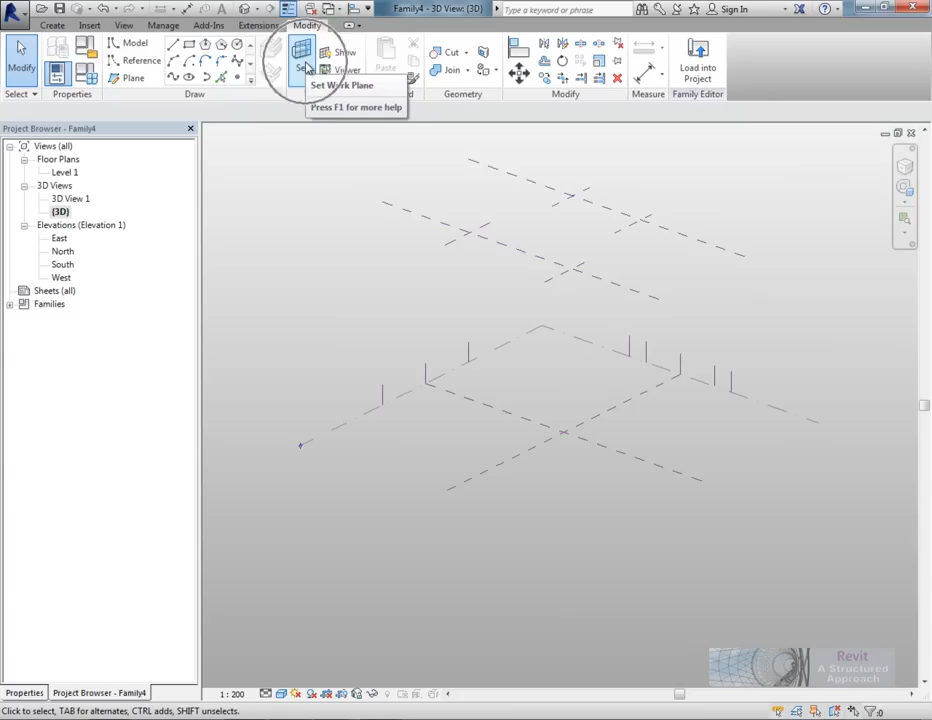 Family4 - 3D View: {3D}
Type a keyword or phrase
Sign In
Create
Insert
View
Manage
Add-Ins
Extensions
Modify
Modify
Model
Reference
Plane
Set
Show
Viewer
Paste
Cut
Join
Load into
Project
Select
Properties
Draw
Geometry
Modify
Measure
Family Editor
Set Work Plane
Press F1 for more help
Project Browser - Family4
Views (all)
Floor Plans
Level 1
3D Views
3D View 1
{3D}
Elevations (Elevation 1)
East
North
South
West
Sheets (all)
Families
Revit
A Structured
Approach
Properties
Project Browser - Family4
1 : 200
Click to select, TAB for alternates, CTRL adds, SHIFT unselects.
:0